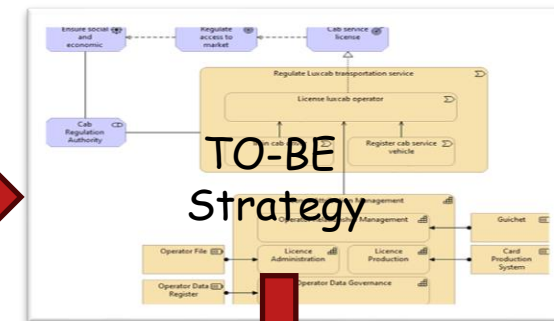 Ensure social
and
economic
Regulate
access to
market
Cab service
license
Regulate Luxcab transportation service
License luxcab operator
Cab
Regulation
Authority
Register cab service
vehicle
TO-BE
Strategy
Management
Management
Operator File
Licence
Administration
Licence
Production
Guichet
Card
Production
System
Operator Data
Register
Operator Data Governance